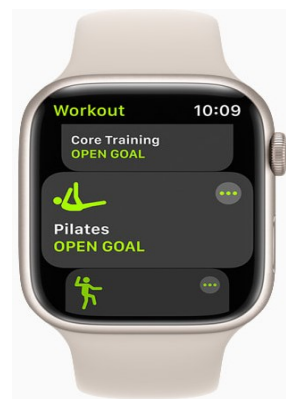 Workout 10:09
Core Training
OPEN GOAL
Pilates
OPEN GOAL